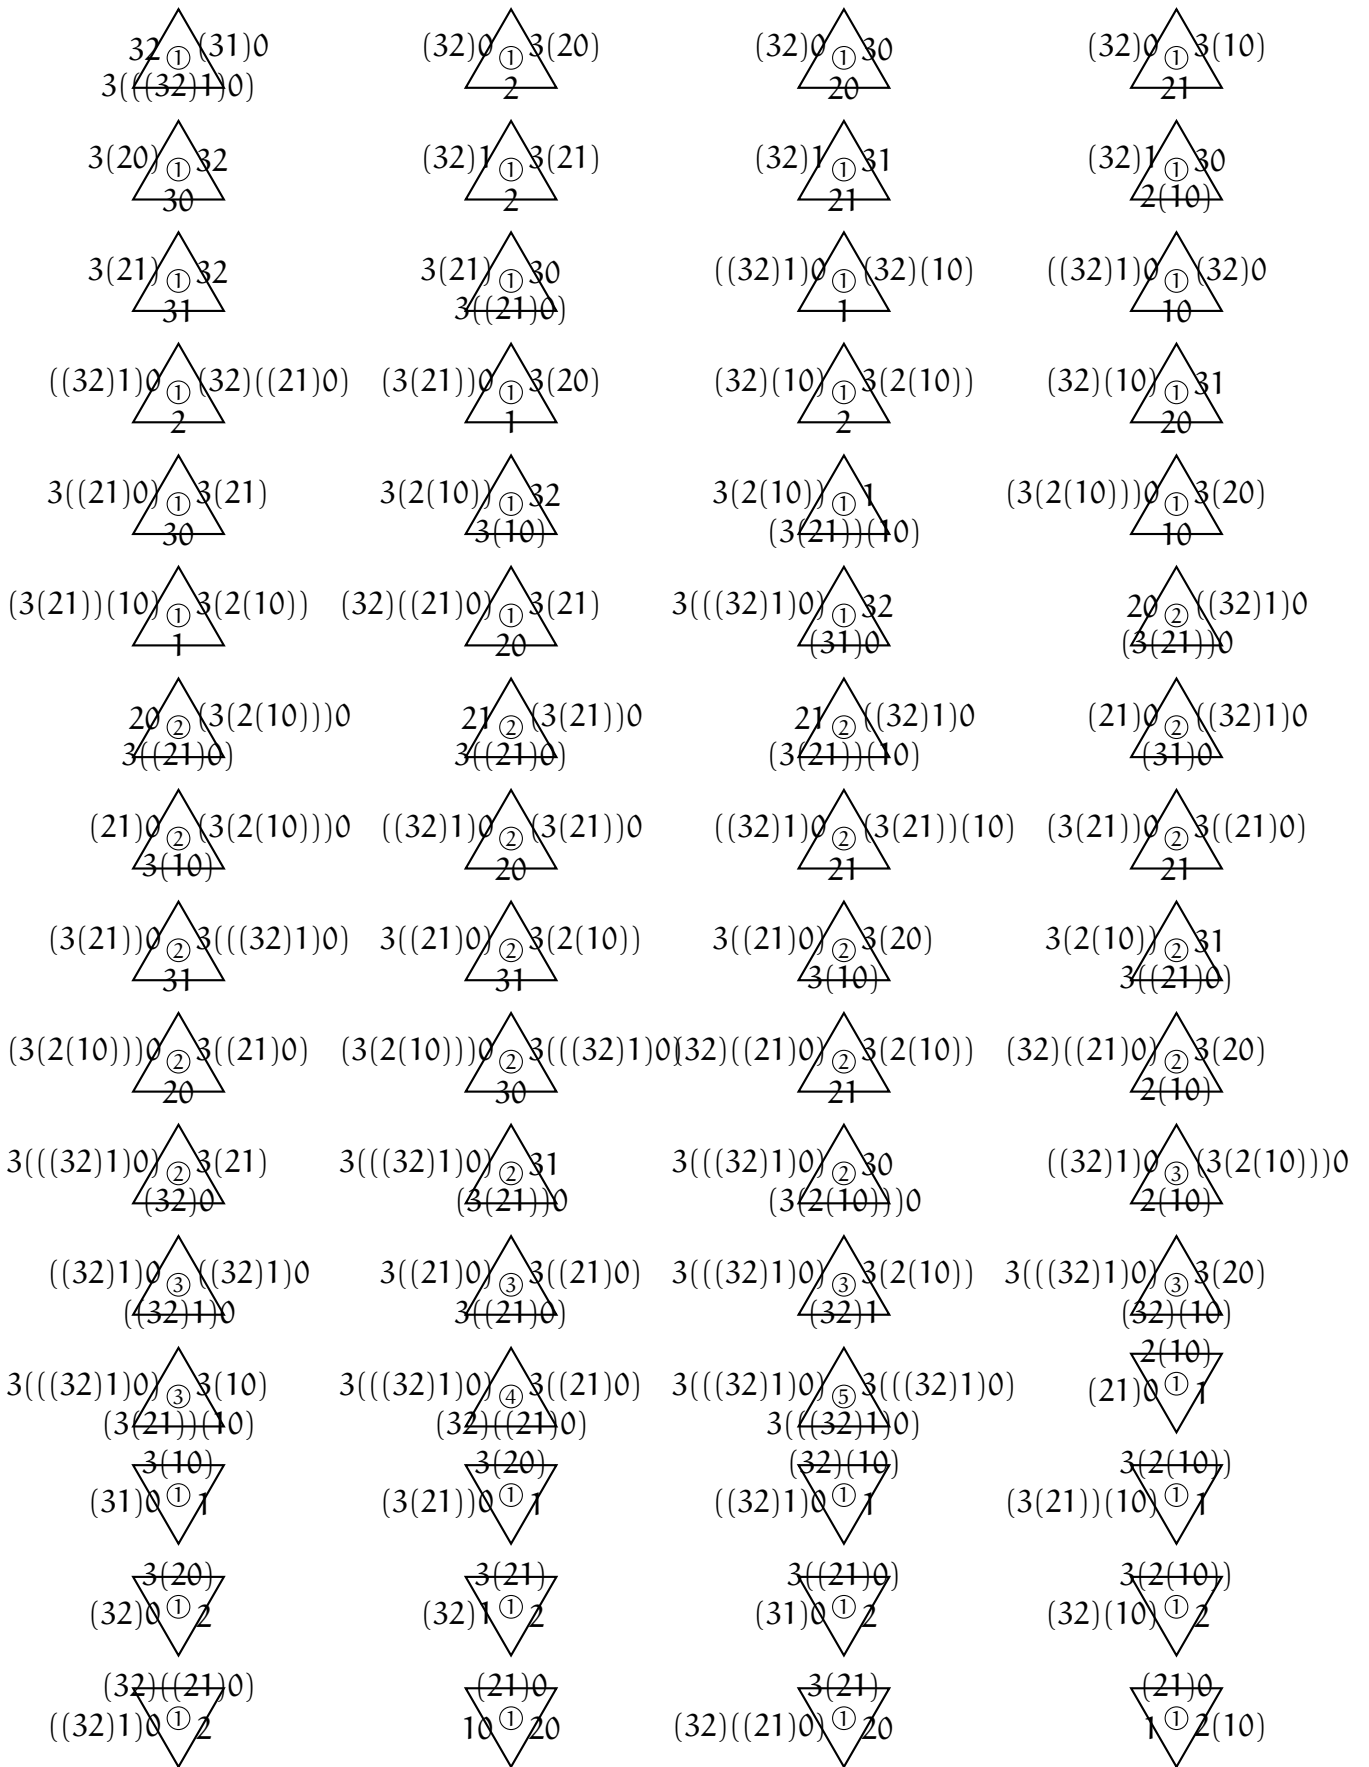 32 ① (31)0 (32)0 ① 3(20) (32)0 ① 30 (32)0 ① 3(10)
3(((32)1)0) 2 20 21
3(20) ① 32 (32)1 ① 3(21) (32)1 ① 31 (32)1 ① 30
30 2 21 2(10)
3(21) ① 32 3(21) ① 30 ((32)1)0 ① (32)(10) ((32)1)0 ① (32)0
31 3((21)0) 1 10
((32)1)0 ① (32)((21)0) (3(21))0 ① 3(20) (32)(10) ① 3(2(10)) (32)(10) ① 31
2 1 2 20
3((21)0) ① 3(21) 3(2(10)) ① 32 3(2(10)) ① 1 (3(2(10)))0 ① 3(20)
30 3(10) (3(21))(10) 10
(3(21))(10) ① 3(2(10)) (32)((21)0) ① 3(21) 3(((32)1)0) ① 32 20 ② ((32)1)0
1 20 (31)0 (3(21))0
20 ② (3(2(10)))0 21 ② (3(21))0 21 ② ((32)1)0 (21)0 ② ((32)1)0
3((21)0) 3((21)0) (3(21))(10) (31)0
(21)0 ② (3(2(10)))0 ((32)1)0 ② (3(21))0 ((32)1)0 ② (3(21))(10) (3(21))0 ② 3((21)0)
3(10) 20 21 21
(3(21))0 ② 3(((32)1)0) 3((21)0) ② 3(2(10)) 3((21)0) ② 3(20) 3(2(10)) ② 31
31 31 3(10) 3((21)0)
(3(2(10)))0 ② 3((21)0) (3(2(10)))0 ② 3(((32)1)0) (32)((21)0) ② 3(2(10)) (32)((21)0) ② 3(20)
20 30 21 2(10)
3(((32)1)0) ② 3(21) 3(((32)1)0) ② 31 3(((32)1)0) ② 30 ((32)1)0 ③ (3(2(10)))0
(32)0 (3(21))0 (3(2(10)))0 2(10)
((32)1)0 ③ ((32)1)0 3((21)0) ③ 3((21)0) 3(((32)1)0) ③ 3(2(10)) 3(((32)1)0) ③ 3(20)
((32)1)0 3((21)0) (32)1 (32)(10)
2(10)
3(((32)1)0) ③ 3(10) 3(((32)1)0) ④ 3((21)0) 3(((32)1)0) ⑤ 3(((32)1)0) (21)0 ① 1
(3(21))(10) (32)((21)0) 3(((32)1)0)
3(10) 3(20) (32)(10) 3(2(10))
(31)0 ① 1 (3(21))0 ① 1 ((32)1)0 ① 1 (3(21))(10) ① 1
3(20) 3(21) 3((21)0) 3(2(10))
(32)0 ① 2 (32)1 ① 2 (31)0 ① 2 (32)(10) ① 2
(32)((21)0) (21)0 3(21) (21)0
((32)1)0 ① 2 10 ① 20 (32)((21)0) ① 20 1 ① 2(10)